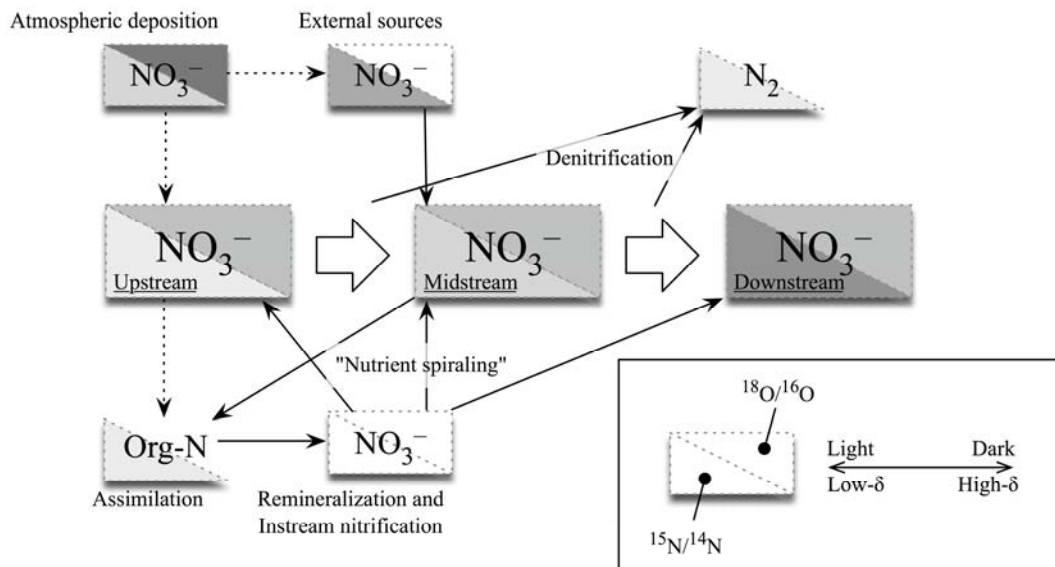 Atmospheric deposition
External sources
NO₃⁻
NO₃⁻
N₂
Denitrification
NO₃⁻
Upstream
NO₃⁻
Midstream
NO₃⁻
Downstream
"Nutrient spiraling"
Org-N
Assimilation
NO₃⁻
Remineralization and
Instream nitrification
¹⁸O/¹⁶O
Light
Dark
Low-δ
High-δ
¹⁵N/¹⁴N